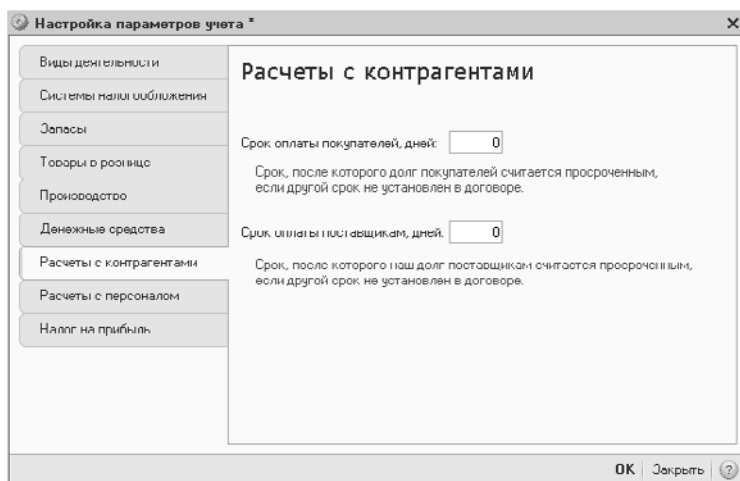 Настройка параметров учета *
Виды деятельности
Системы налогообложения
Запасы
Товары в рознице
Производство
Денежные средства
Расчеты с контрагентами
Расчеты с персоналом
Налог на прибыль
Расчеты с контрагентами
Срок оплаты покупателей, дней: 0
Срок, после которого долг покупателей считается просроченным,
если другой срок не установлен в договоре.
Срок оплаты поставщикам, дней: 0
Срок, после которого наш долг поставщикам считается просроченным,
если другой срок не установлен в договоре.
OK Закрыть ?